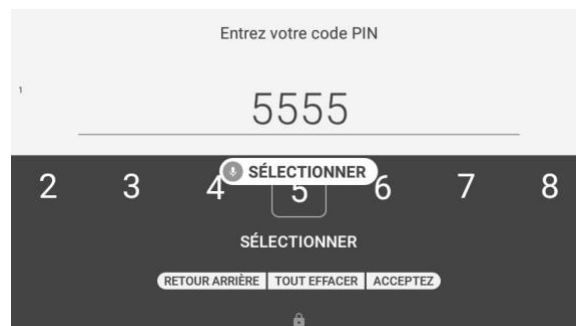 Entrez votre code PIN
1
5555
SÉLECTIONNER
2 3 4 5 6 7 8
SÉLECTIONNER
RETOUR ARRIÈRE TOUT EFFACER ACCEPTEZ